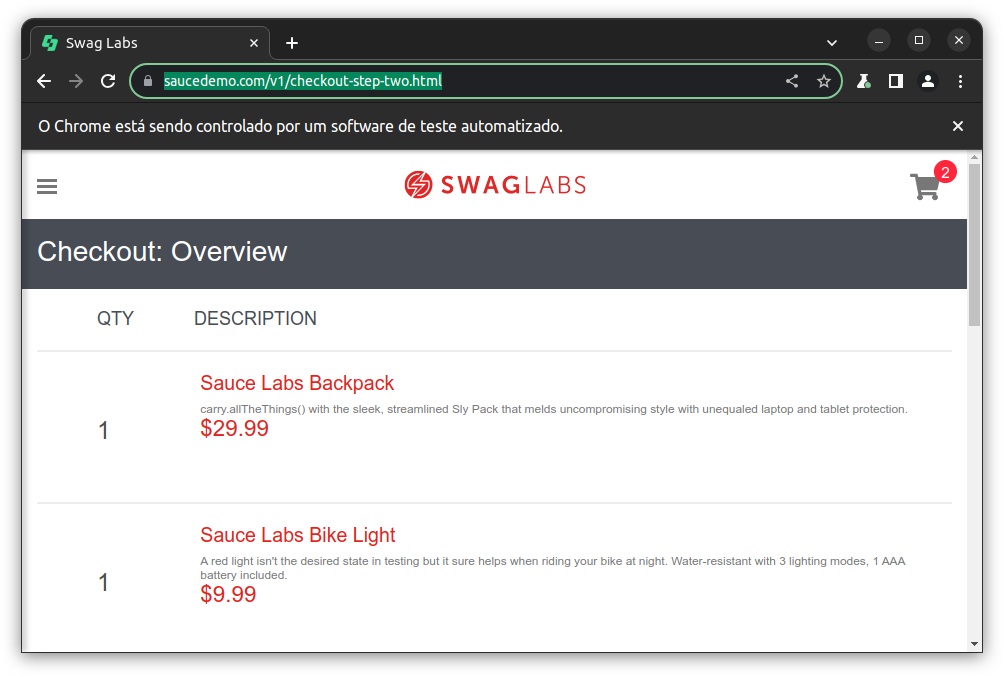 Swag Labs
saucedemo.com/v1/checkout-step-two.html
O Chrome está sendo controlado por um software de teste automatizado.
SWAGLABS
2
Checkout: Overview
QTY DESCRIPTION
Sauce Labs Backpack
carry.allTheThings() with the sleek, streamlined Sly Pack that melds uncompromising style with unequaled laptop and tablet protection.
1
$29.99
Sauce Labs Bike Light
A red light isn't the desired state in testing but it sure helps when riding your bike at night. Water-resistant with 3 lighting modes, 1 AAA
battery included.
1
$9.99